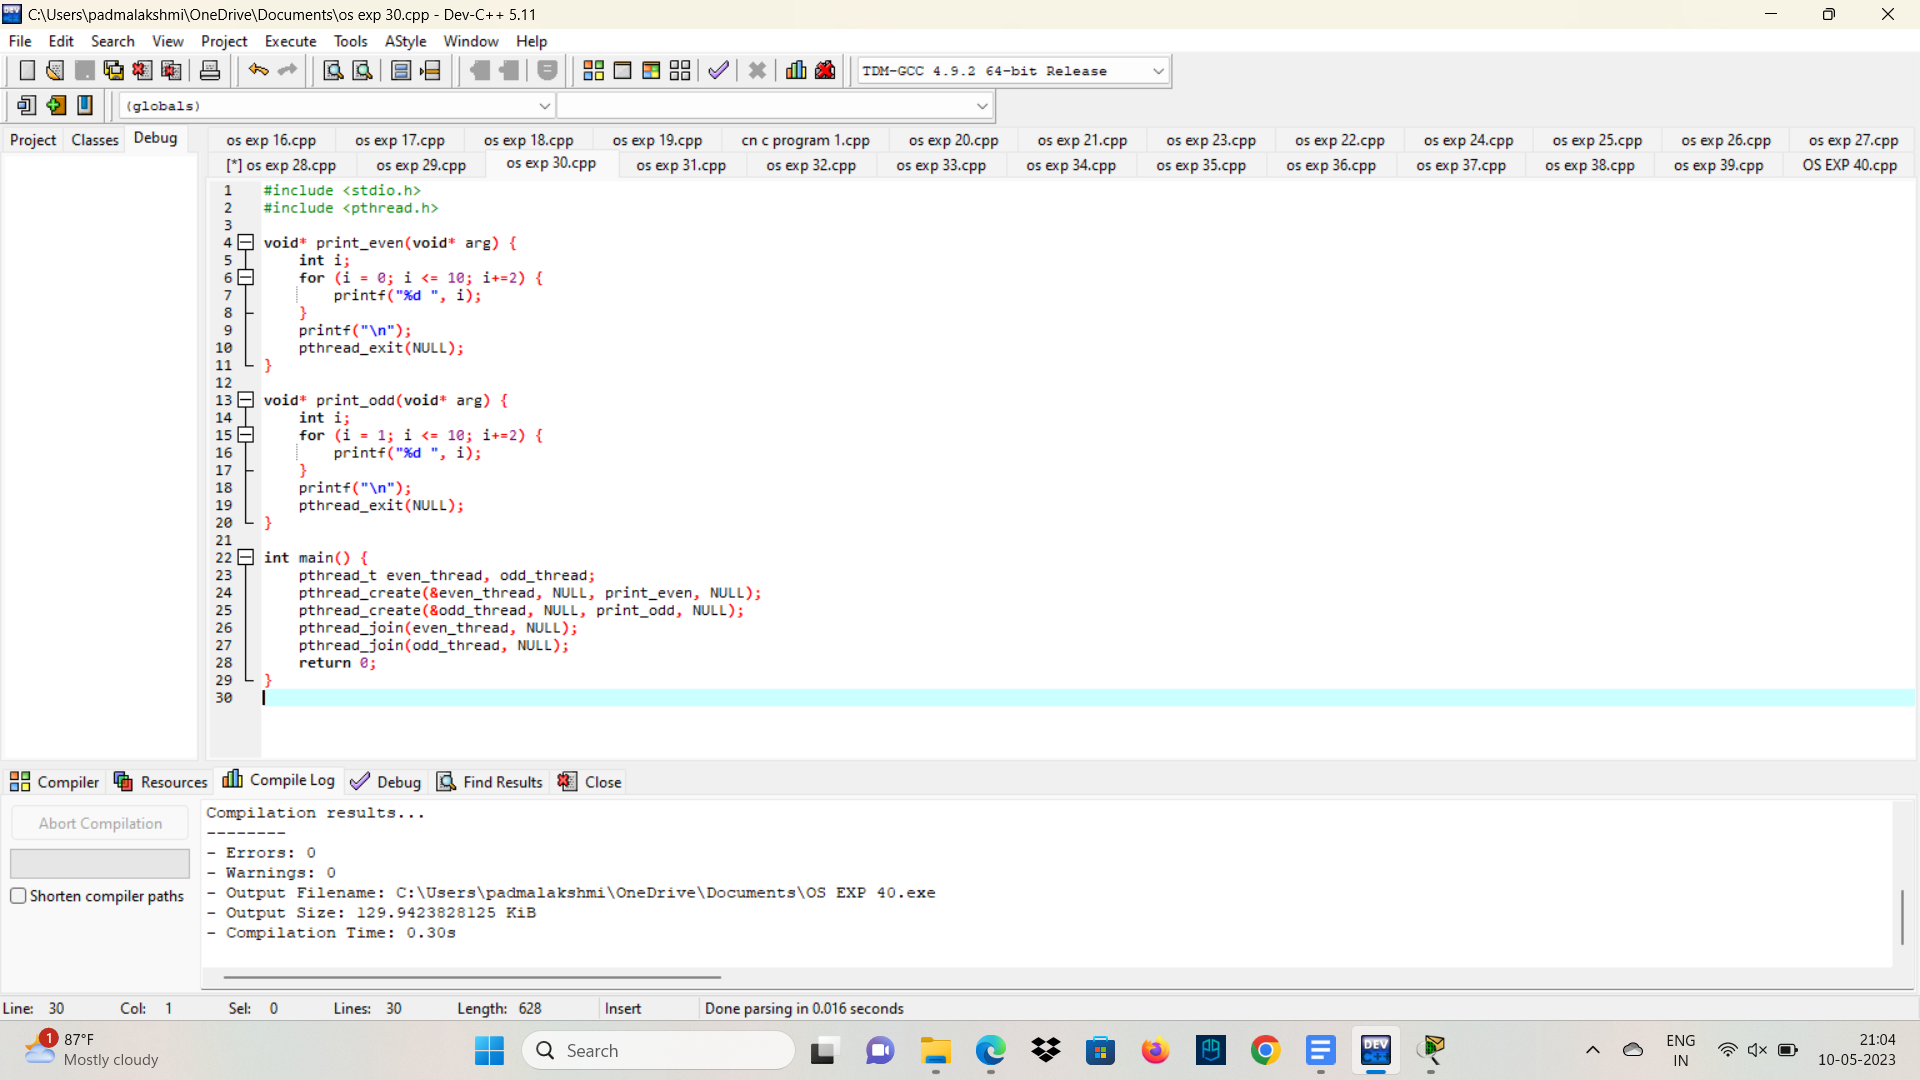 C:\Users\padmalakshmi\OneDrive\Documents\os exp 30.cpp - Dev-C++ 5.11
File Edit Search View Project Execute Tools AStyle Window Help
TDM-GCC 4.9.2 64-bit Release
(globals)
Project Classes Debug
os exp 16.cpp os exp 17.cpp os exp 18.cpp os exp 19.cpp cn c program 1.cpp os exp 20.cpp os exp 21.cpp os exp 23.cpp os exp 22.cpp os exp 24.cpp os exp 25.cpp os exp 26.cpp os exp 27.cpp
[*] os exp 28.cpp os exp 29.cpp os exp 30.cpp os exp 31.cpp os exp 32.cpp os exp 33.cpp os exp 34.cpp os exp 35.cpp os exp 36.cpp os exp 37.cpp os exp 38.cpp os exp 39.cpp OS EXP 40.cpp
1 #include <stdio.h>
2 #include <pthread.h>
3
4 void* print_even(void* arg) {
5 int i;
6 for (i = 0; i <= 10; i+=2) {
7 printf("%d ", i);
8 }
9 printf("\n");
10 pthread_exit(NULL);
11 }
12
13 void* print_odd(void* arg) {
14 int i;
15 for (i = 1; i <= 10; i+=2) {
16 printf("%d ", i);
17 }
18 printf("\n");
19 pthread_exit(NULL);
20 }
21
22 int main() {
23 pthread_t even_thread, odd_thread;
24 pthread_create(&even_thread, NULL, print_even, NULL);
25 pthread_create(&odd_thread, NULL, print_odd, NULL);
26 pthread_join(even_thread, NULL);
27 pthread_join(odd_thread, NULL);
28 return 0;
29 }
30
Compiler Resources Compile Log Debug Find Results Close
Abort Compilation
Shorten compiler paths
Compilation results...
--------
- Errors: 0
- Warnings: 0
- Output Filename: C:\Users\padmalakshmi\OneDrive\Documents\OS EXP 40.exe
- Output Size: 129.9423828125 KiB
- Compilation Time: 0.30s
Line: 30 Col: 1 Sel: 0 Lines: 30 Length: 628 Insert Done parsing in 0.016 seconds
1
87°F
Mostly cloudy
Search
DEV
C++
ENG
IN
21:04
10-05-2023